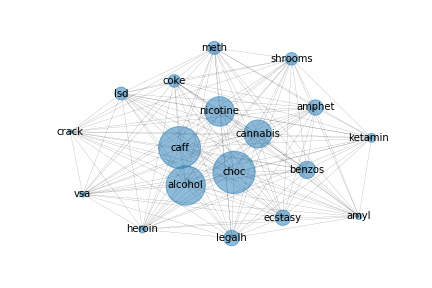 meth
shrooms
coke
lsd
nicotine
amphet
crack
cannabis
ketamin
caff
choc
benzos
alcohol
vsa
ecstasy
amyl
heroin
legalh